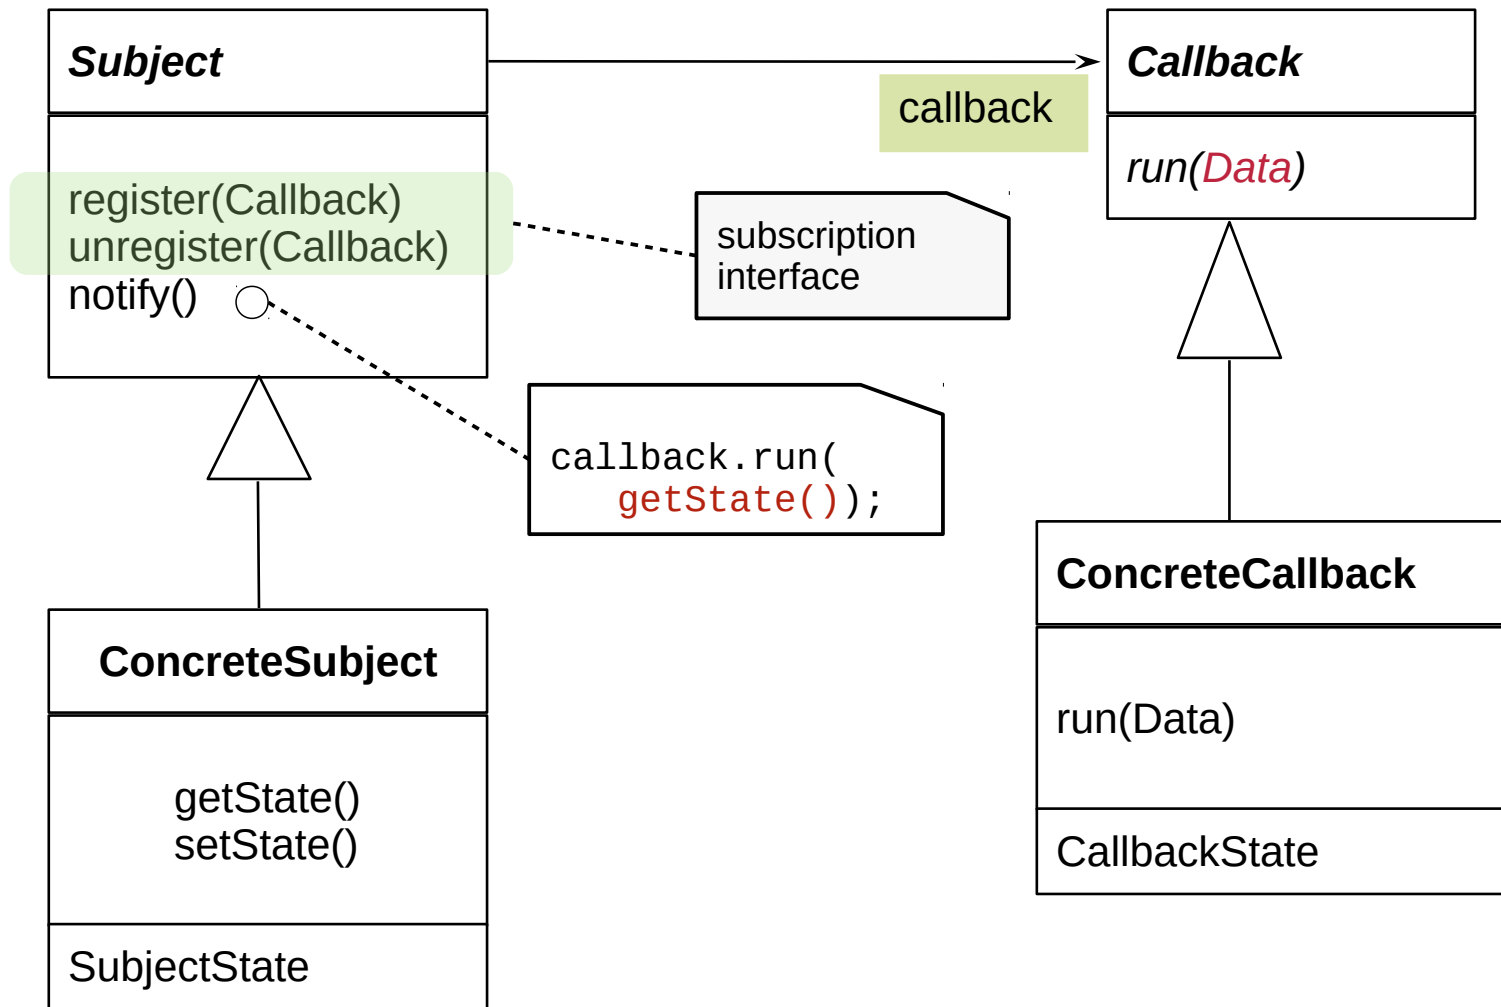 Subject
register(Callback)
unregister(Callback)
notify()
callback
Callback
run(Data)
subscription
interface
callback.run(
getState());
ConcreteSubject
getState()
setState()
SubjectState
ConcreteCallback
run(Data)
CallbackState